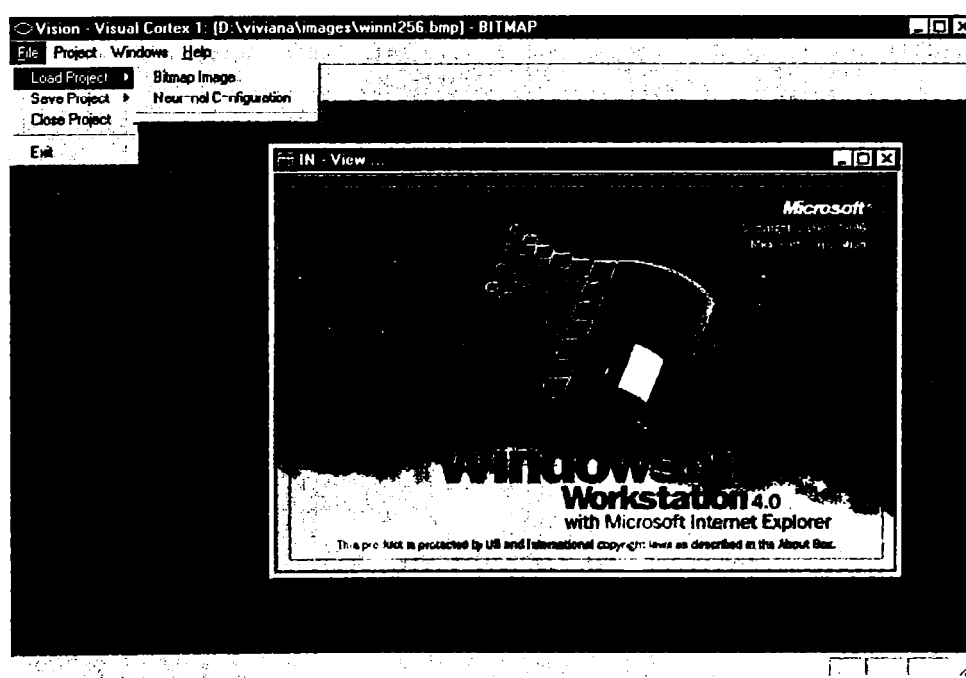 Vision - Visual Cortex 1: [D:\viviana\images\winnt256.bmp] - BITMAP
File Project Windows Help
Load Project
Bitmap Image
Save Project
Close Project
Exit
IN - View ...
Microsoft
Windows
Workstation 4.0
with Microsoft Internet Explorer
This product is protected by US and International copyright laws as described in the About Box.